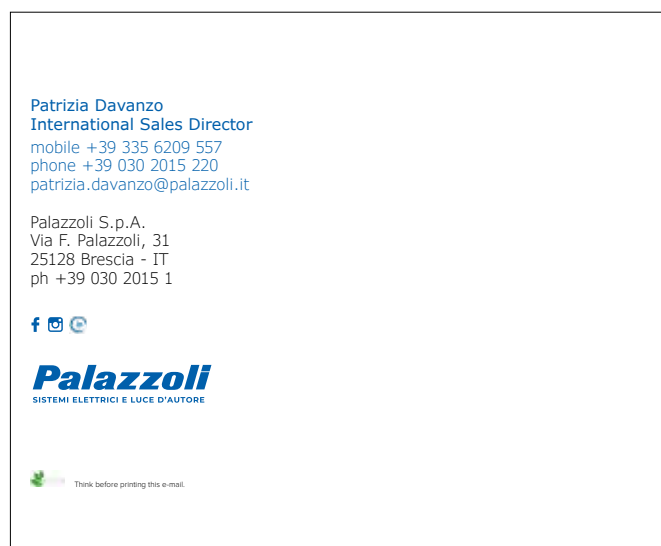 Patrizia Davanzo
International Sales Director
mobile +39 335 6209 557
phone +39 030 2015 220
patrizia.davanzo@palazzoli.it
Palazzoli S.p.A.
Via F. Palazzoli, 31
25128 Brescia - IT
ph +39 030 2015 1
Palazzoli
SISTEMI ELETTRICI E LUCE D'AUTORE
Think before printing this e-mail.